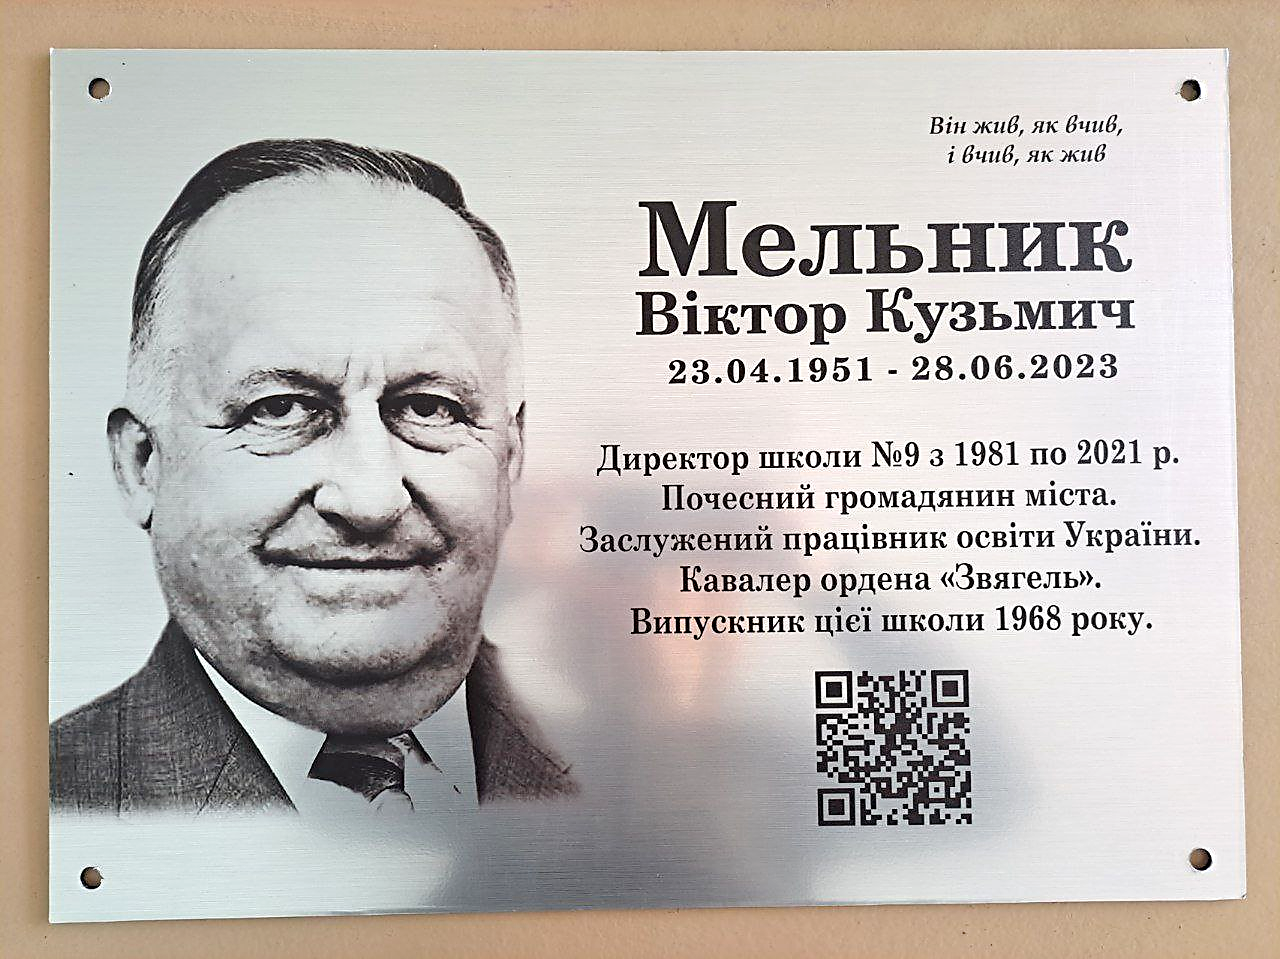 Він жив, як вчив,
і вчив, як жив
Мельник
Віктор Кузьмич
23.04.1951 - 28.06.2023
Директор школи №9 з 1981 по 2021 р.
Почесний громадянин міста.
Заслужений працівник освіти України.
Кавалер ордена «Звягель».
Випускник цієї школи 1968 року.